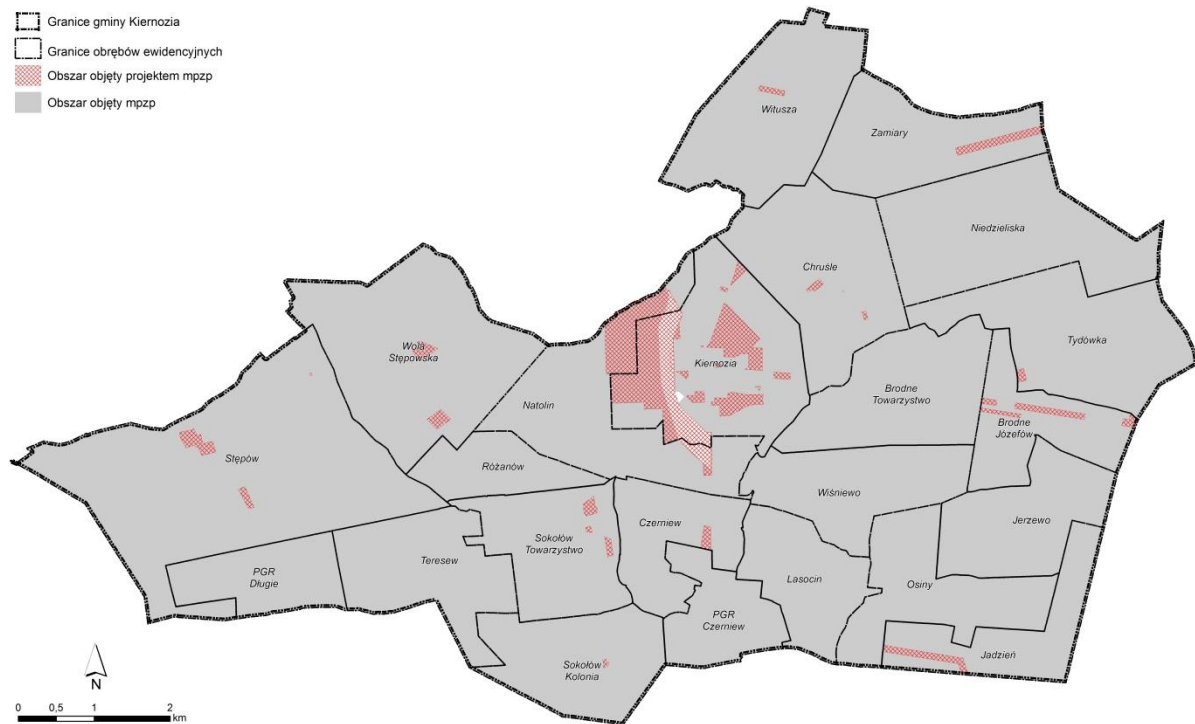 Granice gminy Kiernozia
Granice obrębów ewidencyjnych
Obszar objęty projektem mpzp
Obszar objęty mpzp
Witusza
Zamiary
Niedzieliska
Chruśle
Tydówka
Wola
Stępowska
Kiernozia
Brodne
Towarzystwo
Natolin
Brodne
Józefów
Stępów
Różanów
Wiśniewo
Jerzewo
Czerniew
Sokołów
Towarzystwo
Teresew
PGR
Długie
Lasocin
Osiny
PGR
Czerniew
Jadzień
Sokołów
Kolonia
N
0 0,5 1 2
km